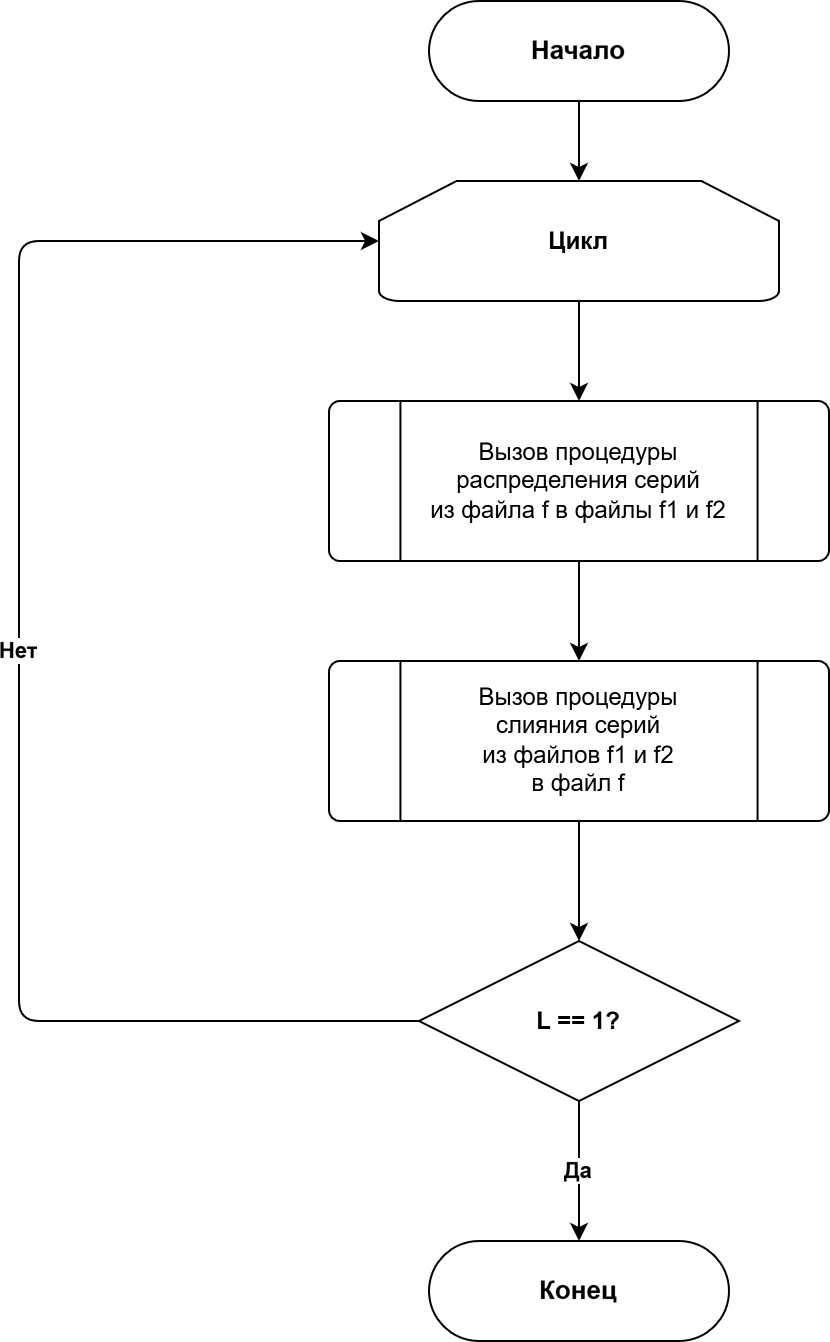 Начало
Цикл
Вызов процедуры
распределения серий
из файла f в файлы f1 и f2
Нет
Вызов процедуры
слияния серий
из файлов f1 и f2
в файл f
L == 1?
Да
Конец